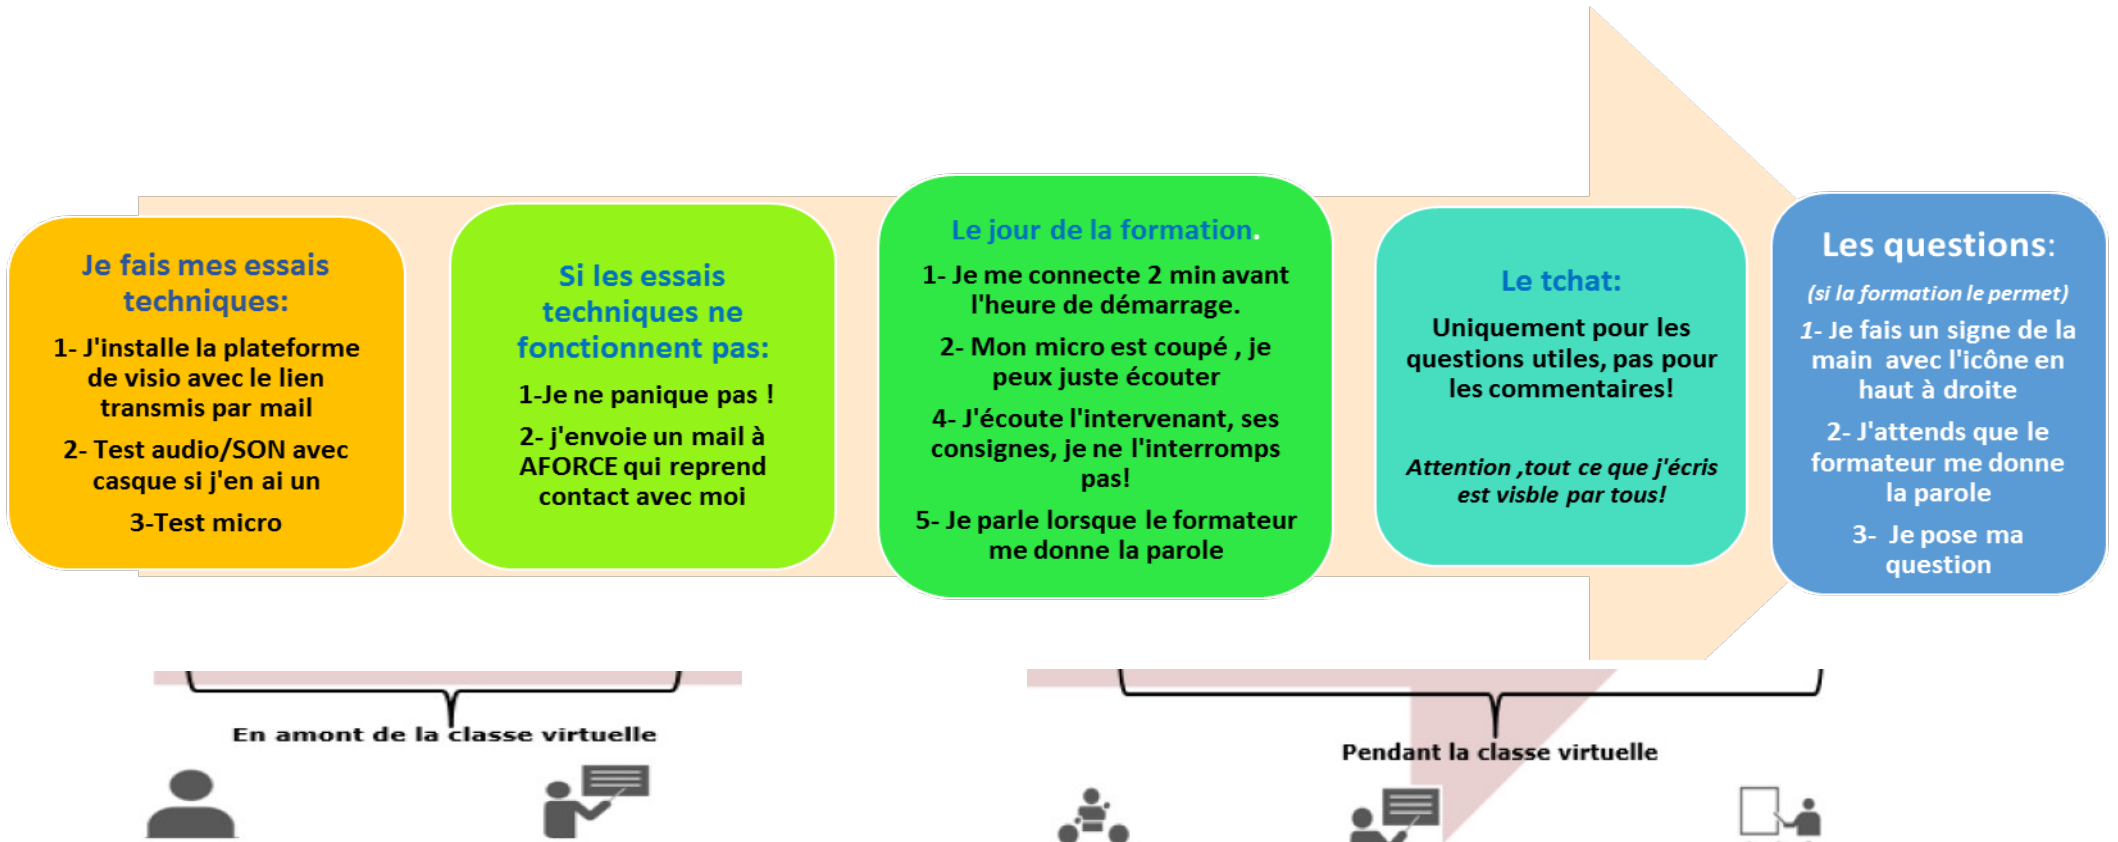 Je fais mes essais
techniques:
1- J'installe la plateforme
de visio avec le lien
transmis par mail
2- Test audio/SON avec
casque si j'en ai un
3-Test micro
Si les essais
techniques ne
fonctionnent pas:
1-Je ne panique pas !
2- j'envoie un mail à
AFORCE qui reprend
contact avec moi
Le jour de la formation.
1- Je me connecte 2 min avant
l'heure de démarrage.
2- Mon micro est coupé , je
peux juste écouter
4- J'écoute l'intervenant, ses
consignes, je ne l'interromps
pas!
5- Je parle lorsque le formateur
me donne la parole
Le tchat:
Uniquement pour les
questions utiles, pas pour
les commentaires!
Attention ,tout ce que j'écris
est visble par tous!
Les questions:
(si la formation le permet)
1- Je fais un signe de la
main avec l'icône en
haut à droite
2- J'attends que le
formateur me donne
la parole
3- Je pose ma
question
En amont de la classe virtuelle
Pendant la classe virtuelle